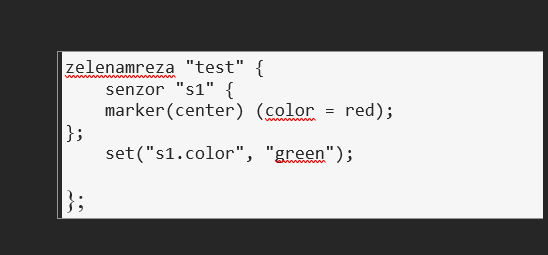 zelenamreza "test" {
    senzor "s1" {
    marker(center) (color = red);
};
    set("s1.color", "green");
};